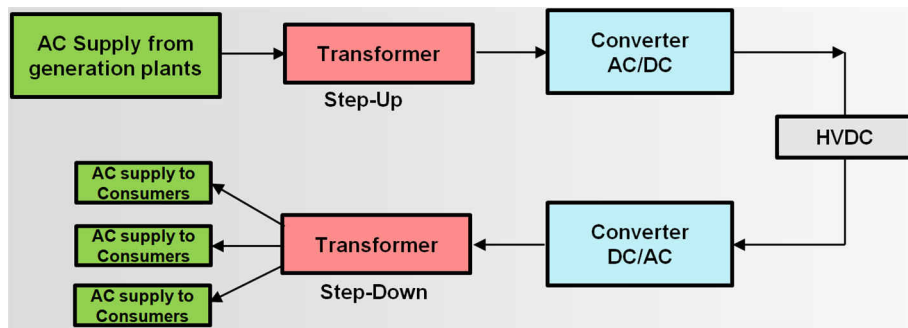 AC Supply from
generation plants
Transformer
Step-Up
Converter
AC/DC
HVDC
AC supply to
Consumers
AC supply to
Consumers
AC supply to
Consumers
Transformer
Step-Down
Converter
DC/AC